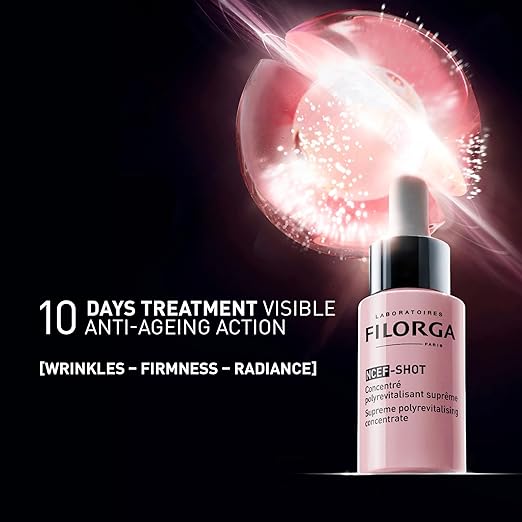 10 DAYS TREATMENT VISIBLE
ANTI-AGEING ACTION
[WRINKLES – FIRMNESS – RADIANCE]
LABORATOIRES
FILORGA
PARIS
NCEF-SHOT
Concentré
polyrevitalisant suprême
Supreme polyrevitalising
concentrate